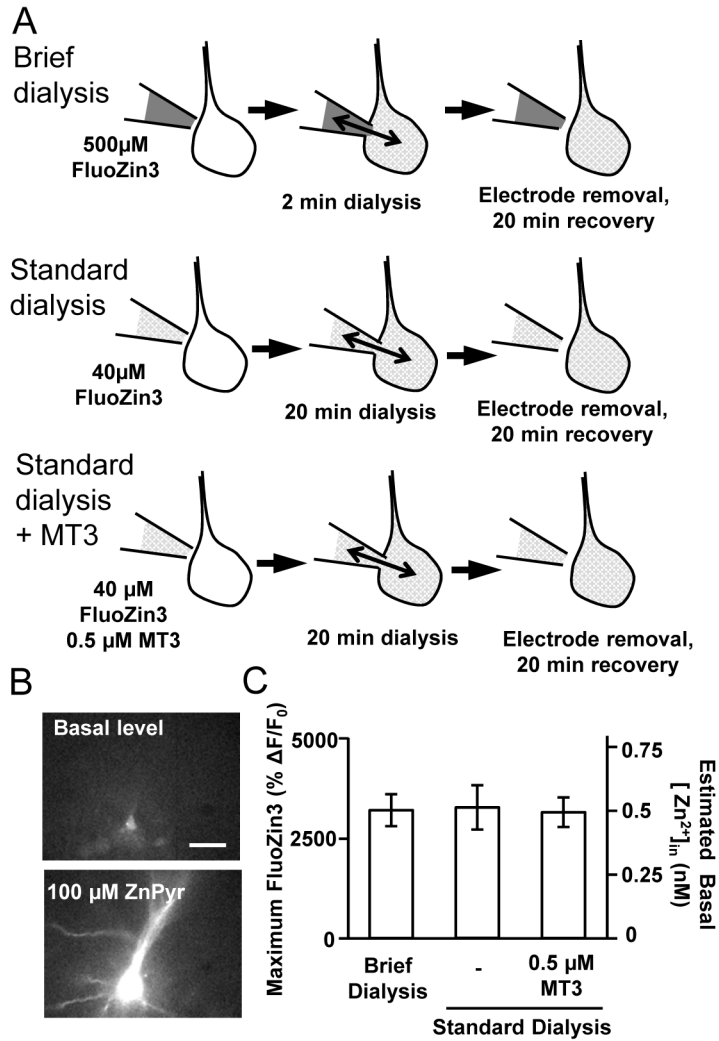 A
Brief
dialysis
500µM
FluoZin3
2 min dialysis
Electrode removal,
20 min recovery
Standard
dialysis
40µM
FluoZin3
20 min dialysis
Electrode removal,
20 min recovery
Standard
dialysis
+ MT3
40 µM
FluoZin3
0.5 µM MT3
20 min dialysis
Electrode removal,
20 min recovery
B
Basal level
100 µM ZnPyr
C
Maximum FluoZin3 (% ΔF/F₀)
5000
2500
0
0.75
0.5
0.25
0
Estimated Basal
[Zn²⁺]in (nM)
Brief
Dialysis
-
0.5 µM
MT3
Standard Dialysis